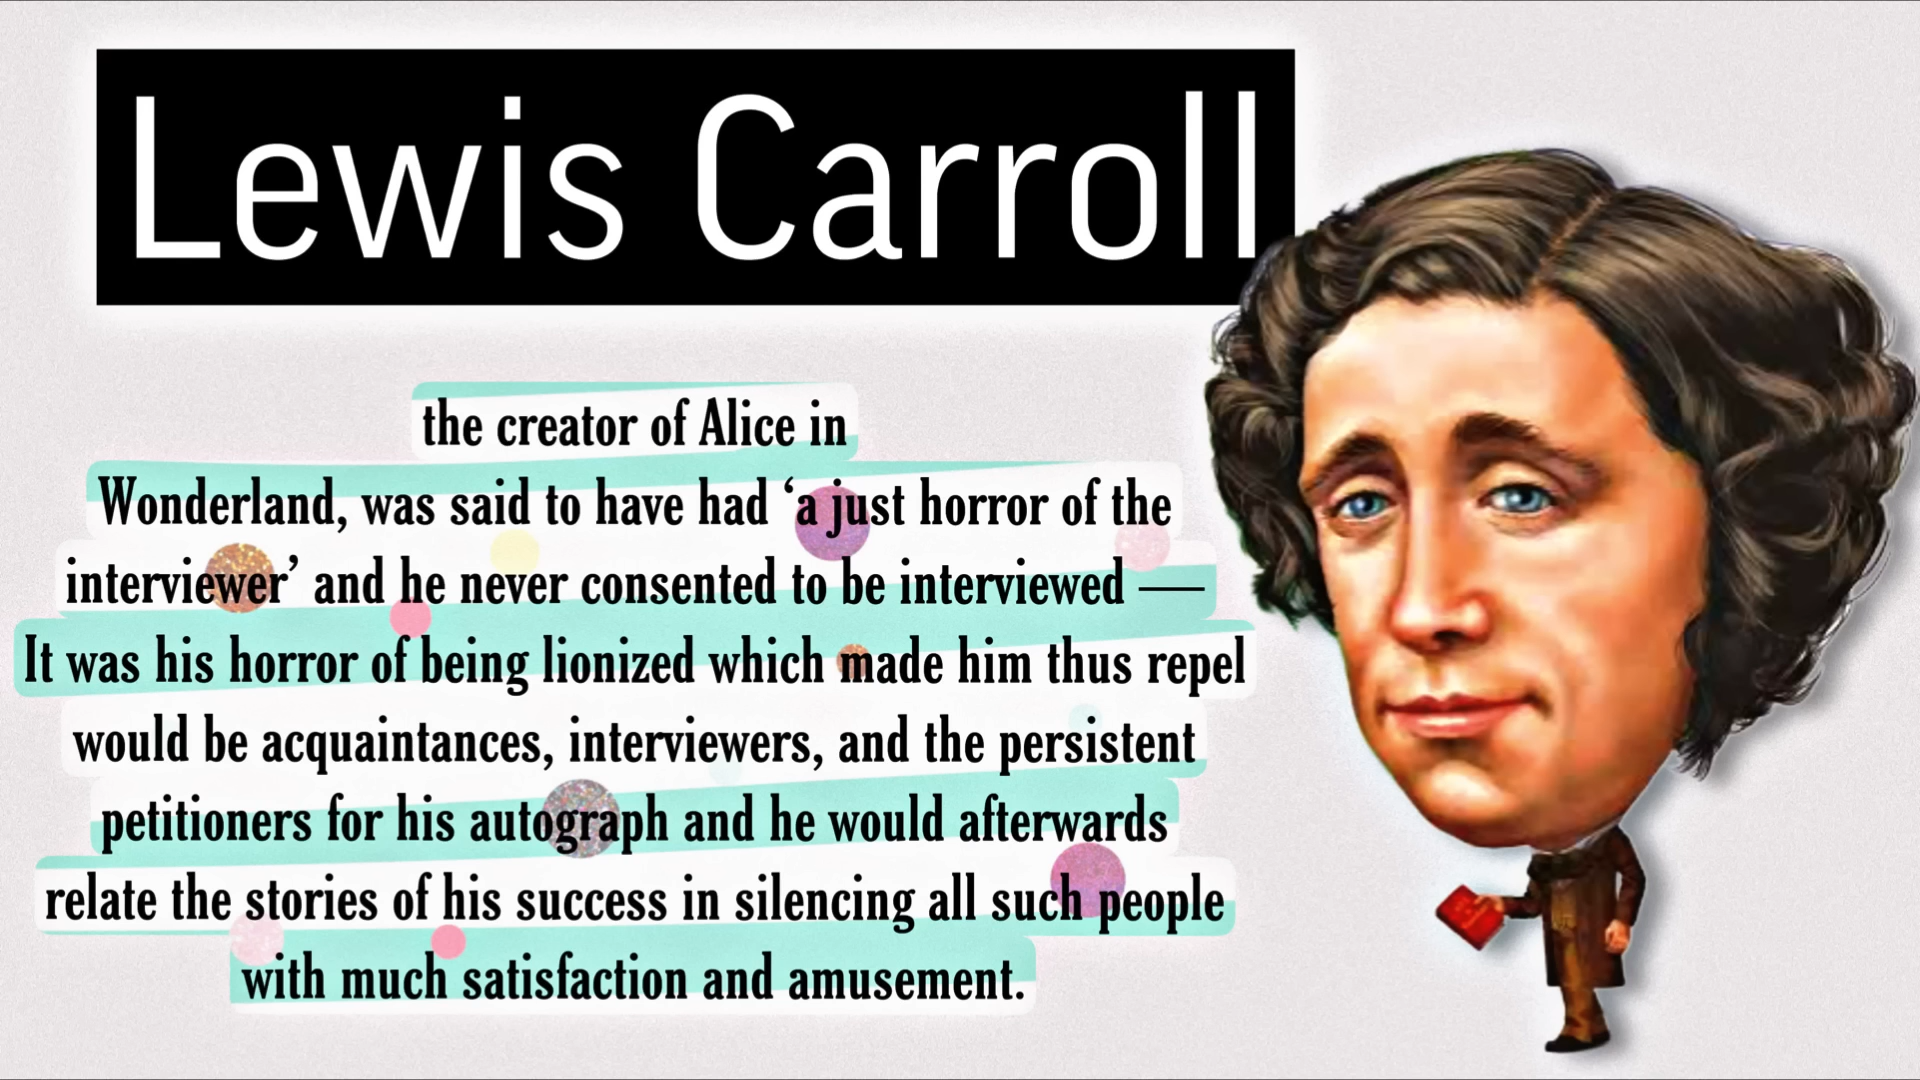 Lewis Carroll
the creator of Alice in
Wonderland, was said to have had ‘a just horror of the
interviewer’ and he never consented to be interviewed —
It was his horror of being lionized which made him thus repel
would be acquaintances, interviewers, and the persistent
petitioners for his autograph and he would afterwards
relate the stories of his success in silencing all such people
with much satisfaction and amusement.